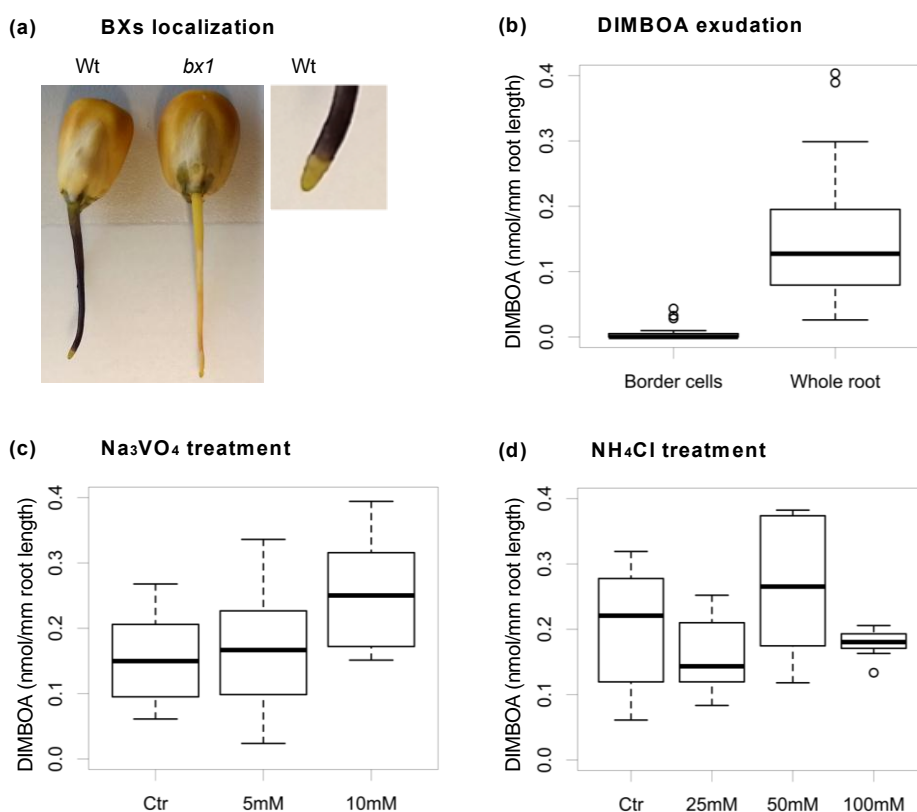 (a) BXs localization
Wt bx1 Wt
(b) DIMBOA exudation
DIMBOA (nmol/mm root length)
0.4
0.3
0.2
0.1
0.0
Border cells Whole root
(c) Na₃VO₄ treatment
DIMBOA (nmol/mm root length)
0.4
0.3
0.2
0.1
0.0
Ctr 5mM 10mM
(d) NH₄Cl treatment
DIMBOA (nmol/mm root length)
0.4
0.3
0.2
0.1
0.0
Ctr 25mM 50mM 100mM